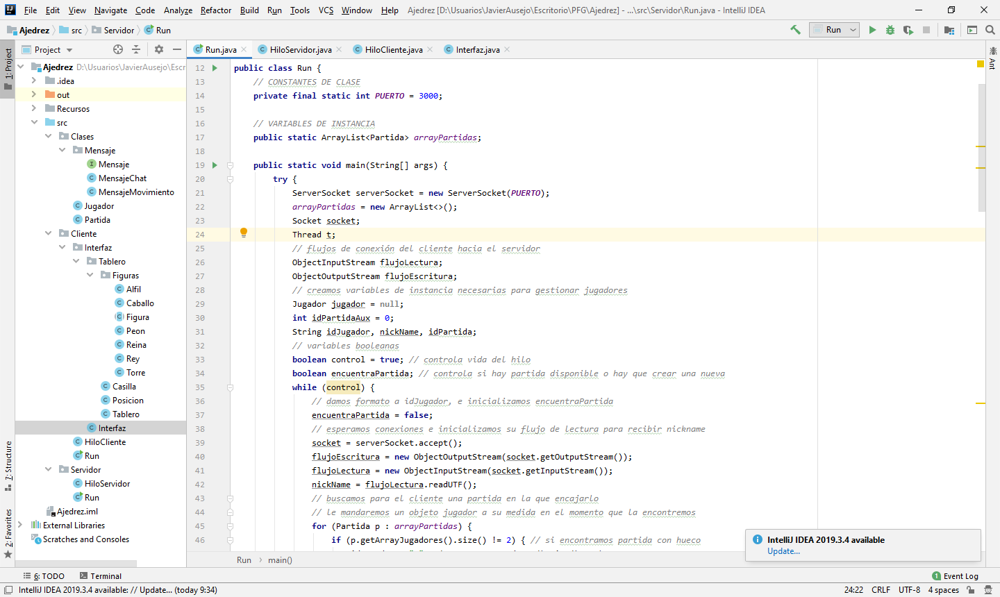 File Edit View Navigate Code Analyze Refactor Build Run Tools VCS Window Help Ajedrez [D:\Usuarios\JavierAusejo\Escritorio\PFG\Ajedrez] - ...\src\Servidor\Run.java - IntelliJ IDEA
Ajedrez src Servidor Run
Run
Project
Run.java HiloServidor.java HiloCliente.java Interfaz.java
1: Project
7: Structure
2: Favorites
Ant
Ajedrez D:\Usuarios\JavierAusejo\Escr
.idea
out
Recursos
src
Clases
Mensaje
Mensaje
MensajeChat
MensajeMovimiento
Jugador
Partida
Cliente
Interfaz
Tablero
Figuras
Alfil
Caballo
Figura
Peon
Reina
Rey
Torre
Casilla
Posicion
Tablero
Interfaz
HiloCliente
Run
Servidor
HiloServidor
Run
Ajedrez.iml
External Libraries
Scratches and Consoles
12 public class Run {
13 // CONSTANTES DE CLASE
14 private final static int PUERTO = 3000;
15
16 // VARIABLES DE INSTANCIA
17 public static ArrayList<Partida> arrayPartidas;
18
19 public static void main(String[] args) {
20 try {
21 ServerSocket serverSocket = new ServerSocket(PUERTO);
22 arrayPartidas = new ArrayList<>();
23 Socket socket;
24 Thread t;
25 // flujos de conexión del cliente hacia el servidor
26 ObjectInputStream flujoLectura;
27 ObjectOutputStream flujoEscritura;
28 // creamos variables de instancia necesarias para gestionar jugadores
29 Jugador jugador = null;
30 int idPartidaAux = 0;
31 String idJugador, nickName, idPartida;
32 // variables booleanas
33 boolean control = true; // controla vida del hilo
34 boolean encuentraPartida; // controla si hay partida disponible o hay que crear una nueva
35 while (control) {
36 // damos formato a idJugador, e inicializamos encuentraPartida
37 encuentraPartida = false;
38 // esperamos conexiones e inicializamos su flujo de lectura para recibir nickname
39 socket = serverSocket.accept();
40 flujoEscritura = new ObjectOutputStream(socket.getOutputStream());
41 flujoLectura = new ObjectInputStream(socket.getInputStream());
42 nickName = flujoLectura.readUTF();
43 // buscamos para el cliente una partida en la que encajarlo
44 // le mandaremos un objeto jugador a su medida en el momento que la encontremos
45 for (Partida p : arrayPartidas) {
46 if (p.getArrayJugadores().size() != 2) { // si encontramos partida con hueco
Run main()
IntelliJ IDEA 2019.3.4 available
Update...
6: TODO Terminal
1 Event Log
IntelliJ IDEA 2019.3.4 available: // Update... (today 9:34)
24:22 CRLF UTF-8 4 spaces